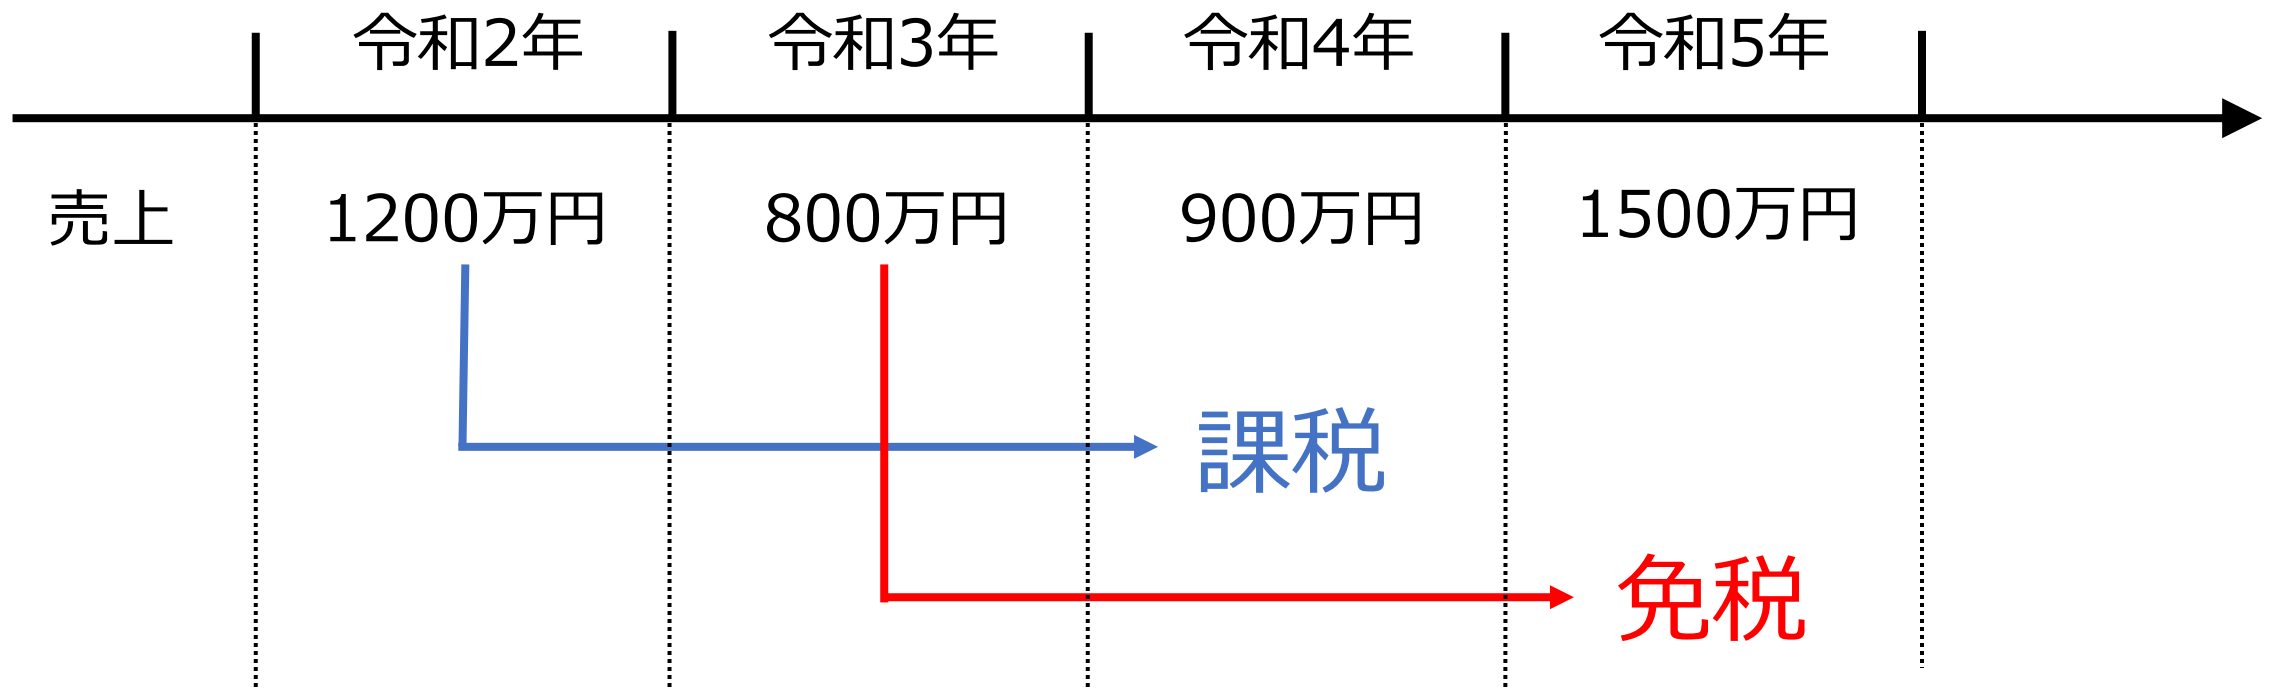 令和2年 令和3年 令和4年 令和5年
売上 1200万円 800万円 900万円 1500万円
課税
免税